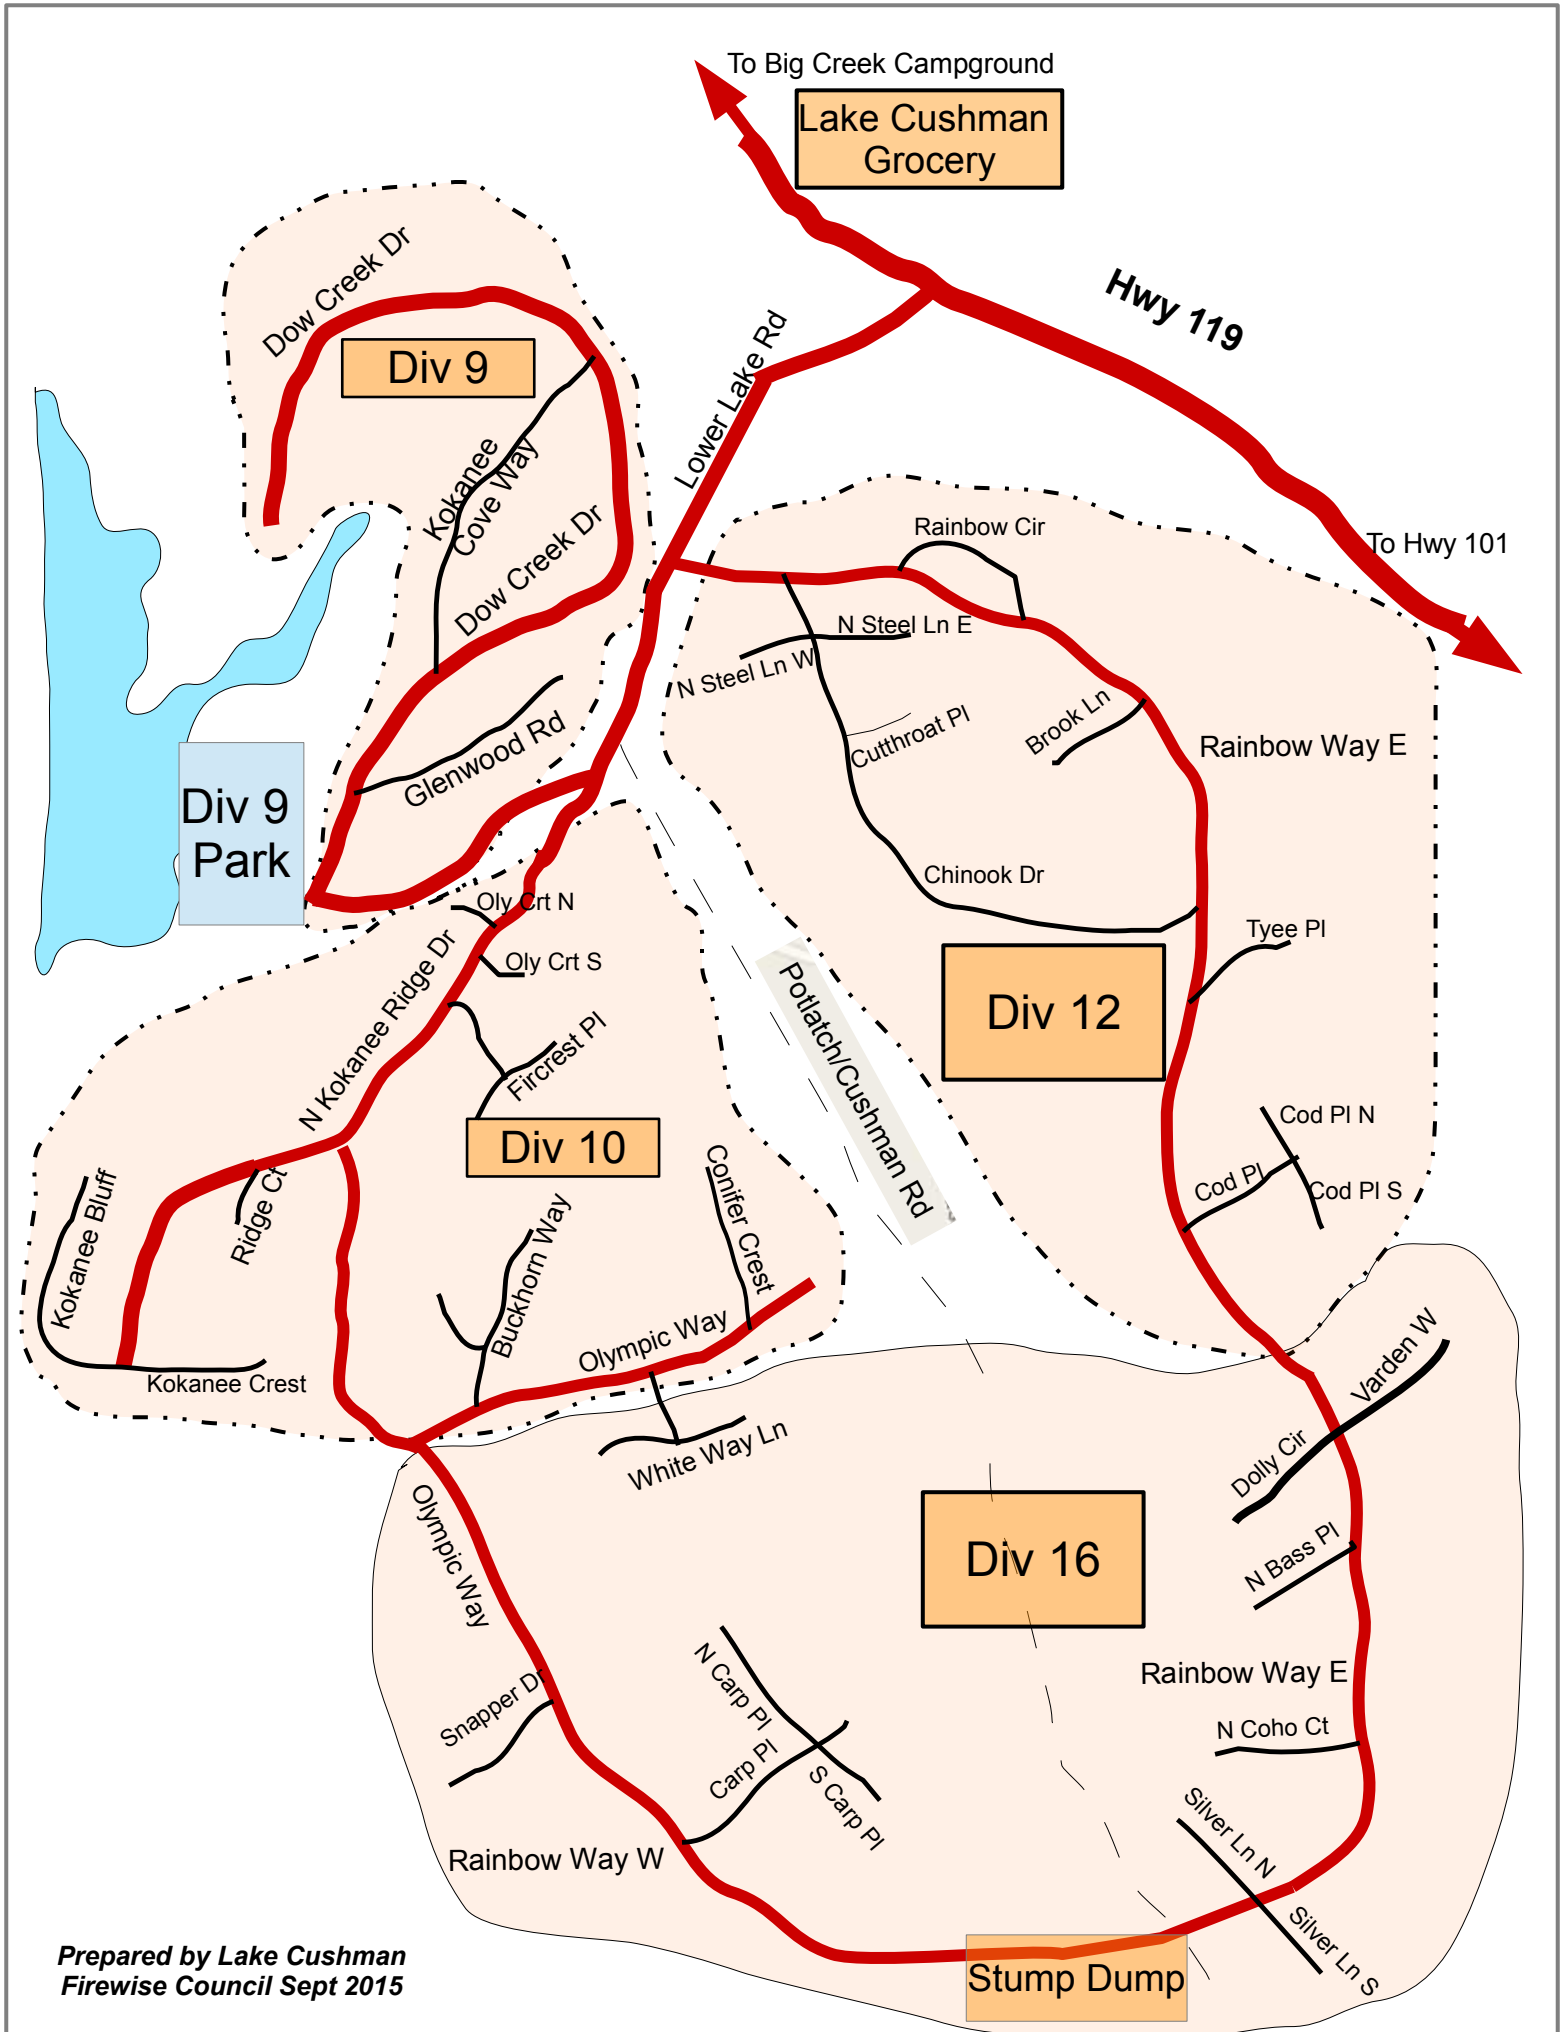 To Big Creek Campground
Lake Cushman
Grocery
Hwy 119
Dow Creek Dr
Div 9
Lower Lake Rd
Kokanee
Cove Way
Dow Creek Dr
To Hwy 101
Rainbow Cir
N Steel Ln E
N Steel Ln W
Brook Ln
Cutthroat Pl
Rainbow Way E
Glenwood Rd
Div 9
Park
Chinook Dr
Oly Crt N
Tyee Pl
Oly Crt S
N Kokanee Ridge Dr
Potlatch/Cushman Rd
Div 12
Fircrest Pl
Div 10
Cod Pl N
Cod Pl
Cod Pl S
Conifer Crest
Kokanee Bluff
Ridge Ct
Buckhorn Way
Olympic Way
Kokanee Crest
Varden W
Dolly Cir
White Way Ln
Olympic Way
Div 16
N Bass Pl
Snapper Dr
N Carp Pl
Carp Pl
S Carp Pl
Rainbow Way E
N Coho Ct
Silver Ln N
Rainbow Way W
Silver Ln S
Stump Dump
Prepared by Lake Cushman
Firewise Council Sept 2015